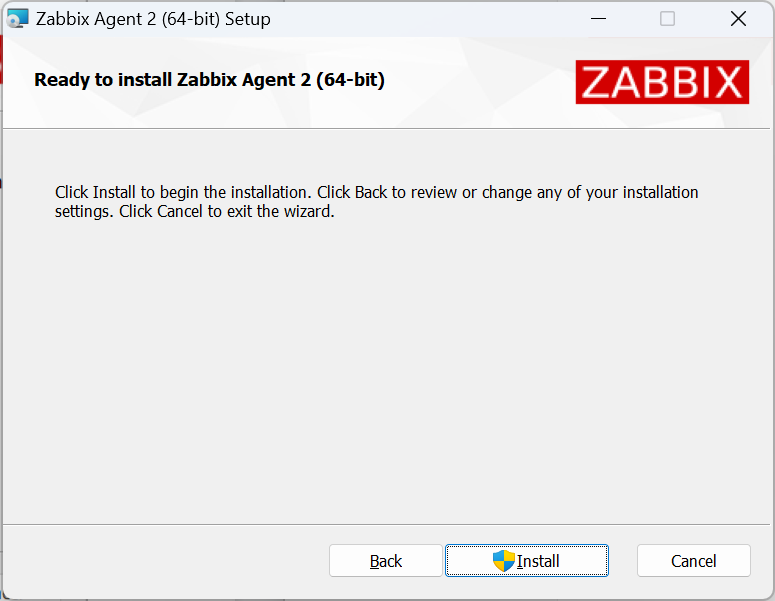 Zabbix Agent 2 (64-bit) Setup
Ready to install Zabbix Agent 2 (64-bit)
ZABBIX
Click Install to begin the installation. Click Back to review or change any of your installation
settings. Click Cancel to exit the wizard.
Back
Install
Cancel